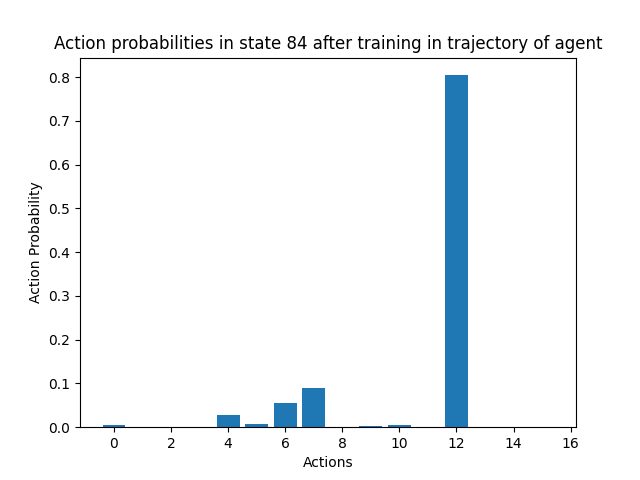 Action probabilities in state 84 after training in trajectory of agent
Action Probability
0.8
0.7
0.6
0.5
0.4
0.3
0.2
0.1
0.0
0 2 4 6 8 10 12 14 16
Actions